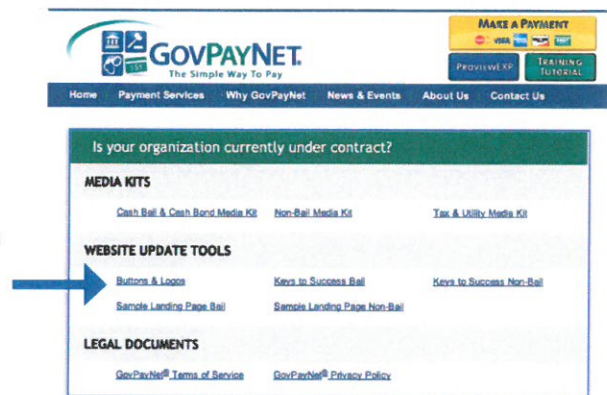 GOVPAYNET.
The Simple Way To Pay
MAKE A PAYMENT
VISA
PROVIEWEXP
TRAINING
TUTORIAL
Home Payment Services Why GovPayNet News & Events About Us Contact Us
Is your organization currently under contract?
MEDIA KITS
Cash Bail & Cash Bond Media Kit Non-Bail Media Kit Tax & Utility Media Kit
WEBSITE UPDATE TOOLS
Buttons & Logos Keys to Success Bail Keys to Success Non-Bail
Sample Landing Page Bail Sample Landing Page Non-Bail
LEGAL DOCUMENTS
GovPayNet® Terms of Service GovPayNet® Privacy Policy